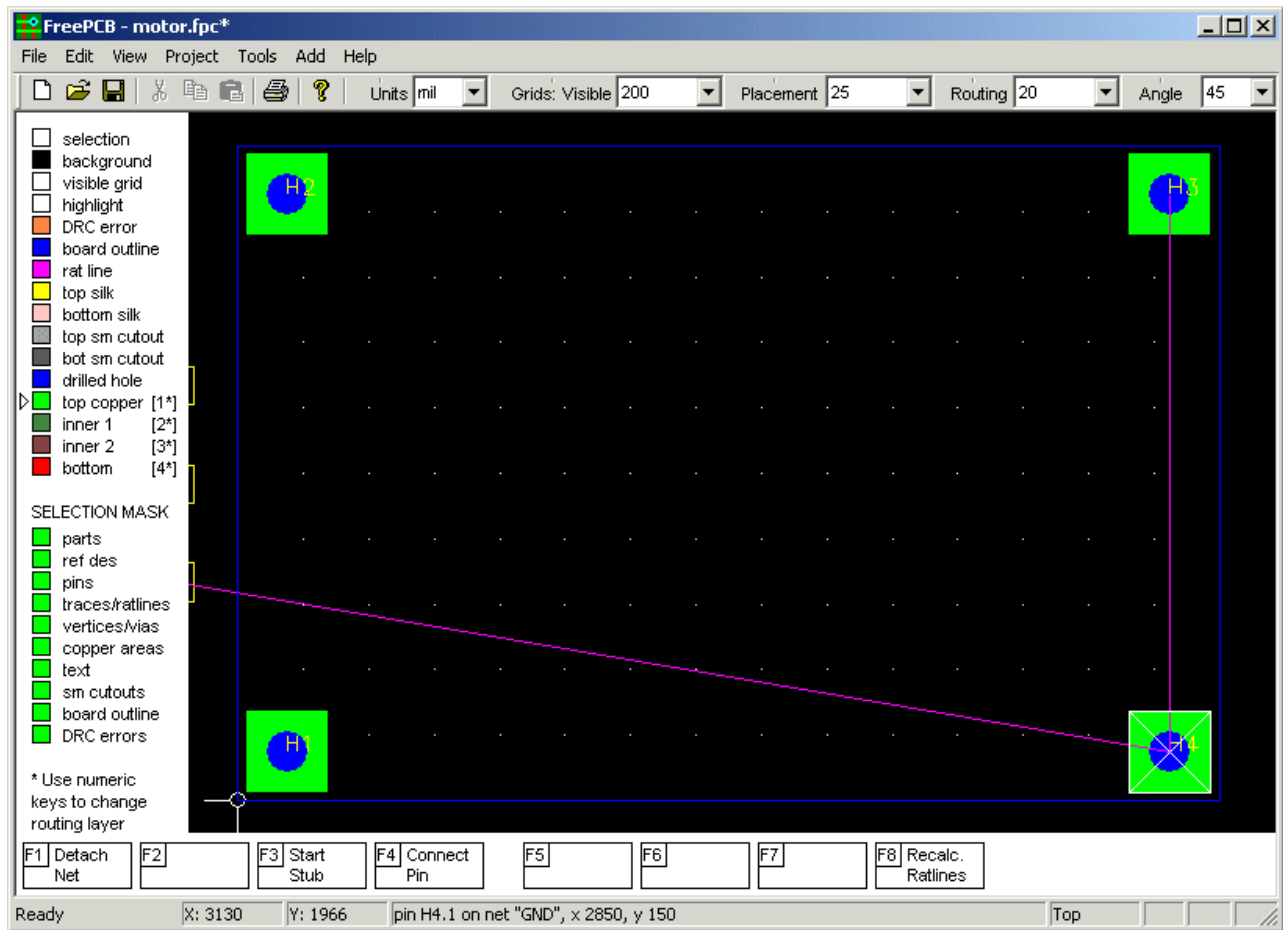 FreePCB - motor.fpc*
File Edit View Project Tools Add Help
Units mil Grids: Visible 200 Placement 25 Routing 20 Angle 45
selection
background
visible grid
highlight
DRC error
board outline
rat line
top silk
bottom silk
top sm cutout
bot sm cutout
drilled hole
top copper [1*]
inner 1 [2*]
inner 2 [3*]
bottom [4*]
SELECTION MASK
parts
ref des
pins
traces/ratlines
vertices/vias
copper areas
text
sm cutouts
board outline
DRC errors
* Use numeric
keys to change
routing layer
H2 H3
H1 H4
F1 Detach Net F2 F3 Start Stub F4 Connect Pin F5 F6 F7 F8 Recalc. Ratlines
Ready X: 3130 Y: 1966 pin H4.1 on net "GND", x 2850, y 150 Top